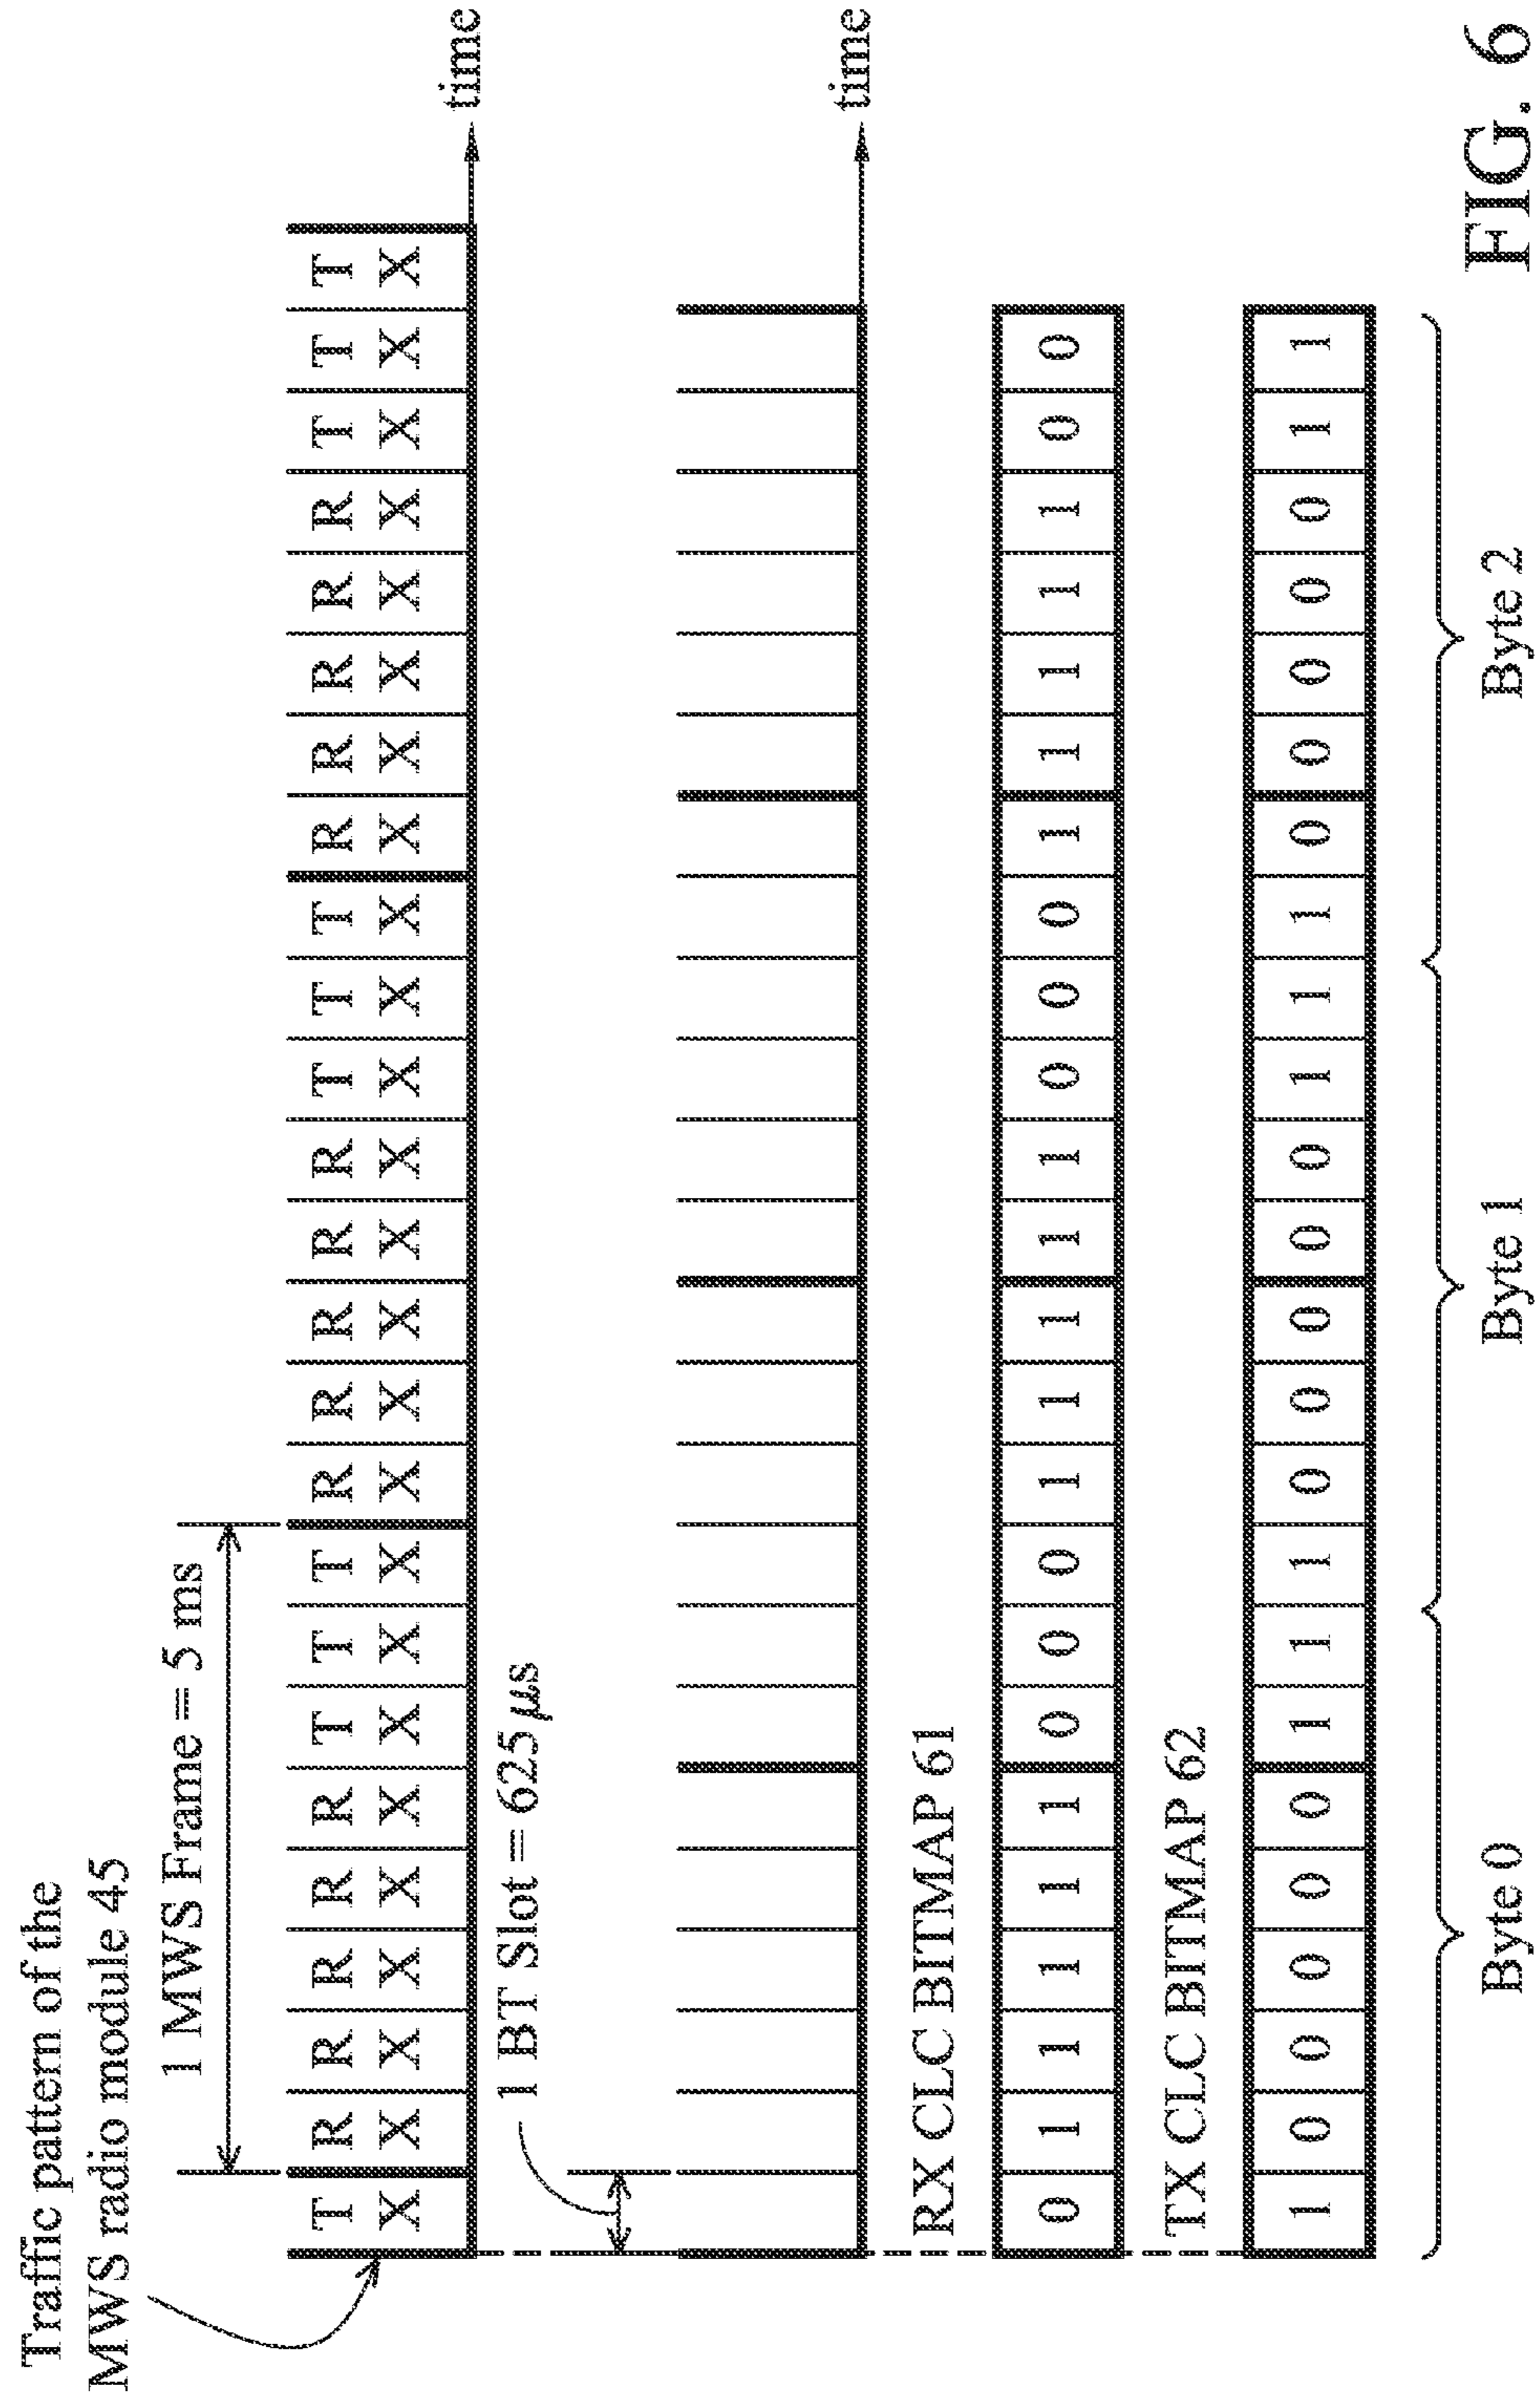 Traffic pattern of the
MWS radio module 45
1 MWS Frame = 5 ms
T R R R R R T T T R R R R R T T T R R R R R T T T
X X X X X X X X X X X X X X X X X X X X X X X X X
time
1 BT Slot = 625 μs
time
RX CLC BITMAP 61
0 1 1 1 1 1 0 0 0 1 1 1 1 1 0 0 0 1 1 1 1 1 0 0
TX CLC BITMAP 62
1 0 0 0 0 0 1 1 1 0 0 0 0 0 1 1 1 0 0 0 0 0 1 1
Byte 0 Byte 1 Byte 2
FIG. 6